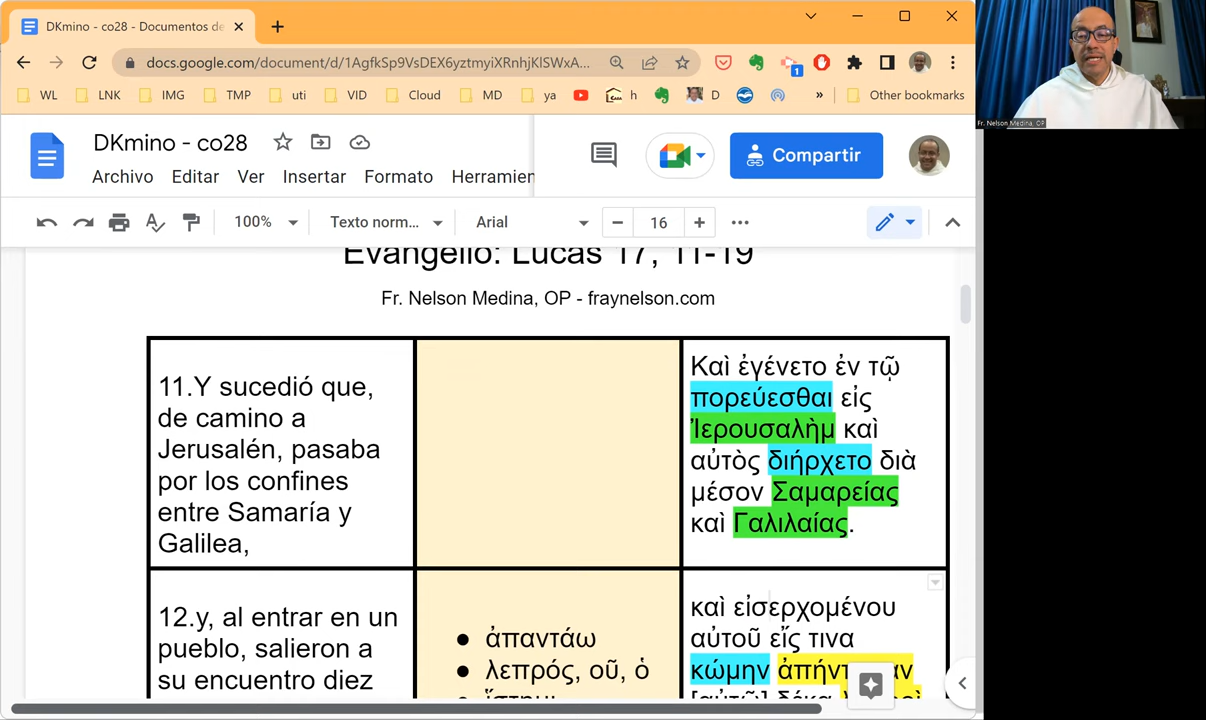 DKmino - co28 - Documentos de
docs.google.com/document/d/1AgfkSp9VsDEX6yztmyiXRnhjKlSWxA...
WL LNK IMG TMP uti VID Cloud MD ya h D » Other bookmarks
1
DKmino - co28
Archivo Editar Ver Insertar Formato Herramien
Compartir
100% Texto norm... Arial 16
Evangelio: Lucas 17, 11-19
Fr. Nelson Medina, OP - fraynelson.com
11.Y sucedió que,
de camino a
Jerusalén, pasaba
por los confines
entre Samaría y
Galilea,
Καὶ ἐγένετο ἐν τῷ
πορεύεσθαι εἰς
Ἰερουσαλὴμ καὶ
αὐτὸς διήρχετο διὰ
μέσον Σαμαρείας
καὶ Γαλιλαίας.
12.y, al entrar en un
pueblo, salieron a
su encuentro diez
● ἀπαντάω
● λεπρός, οῦ, ὁ
καὶ εἰσερχομένου
αὐτοῦ εἴς τινα
κώμην
Fr. Nelson Medina, OP